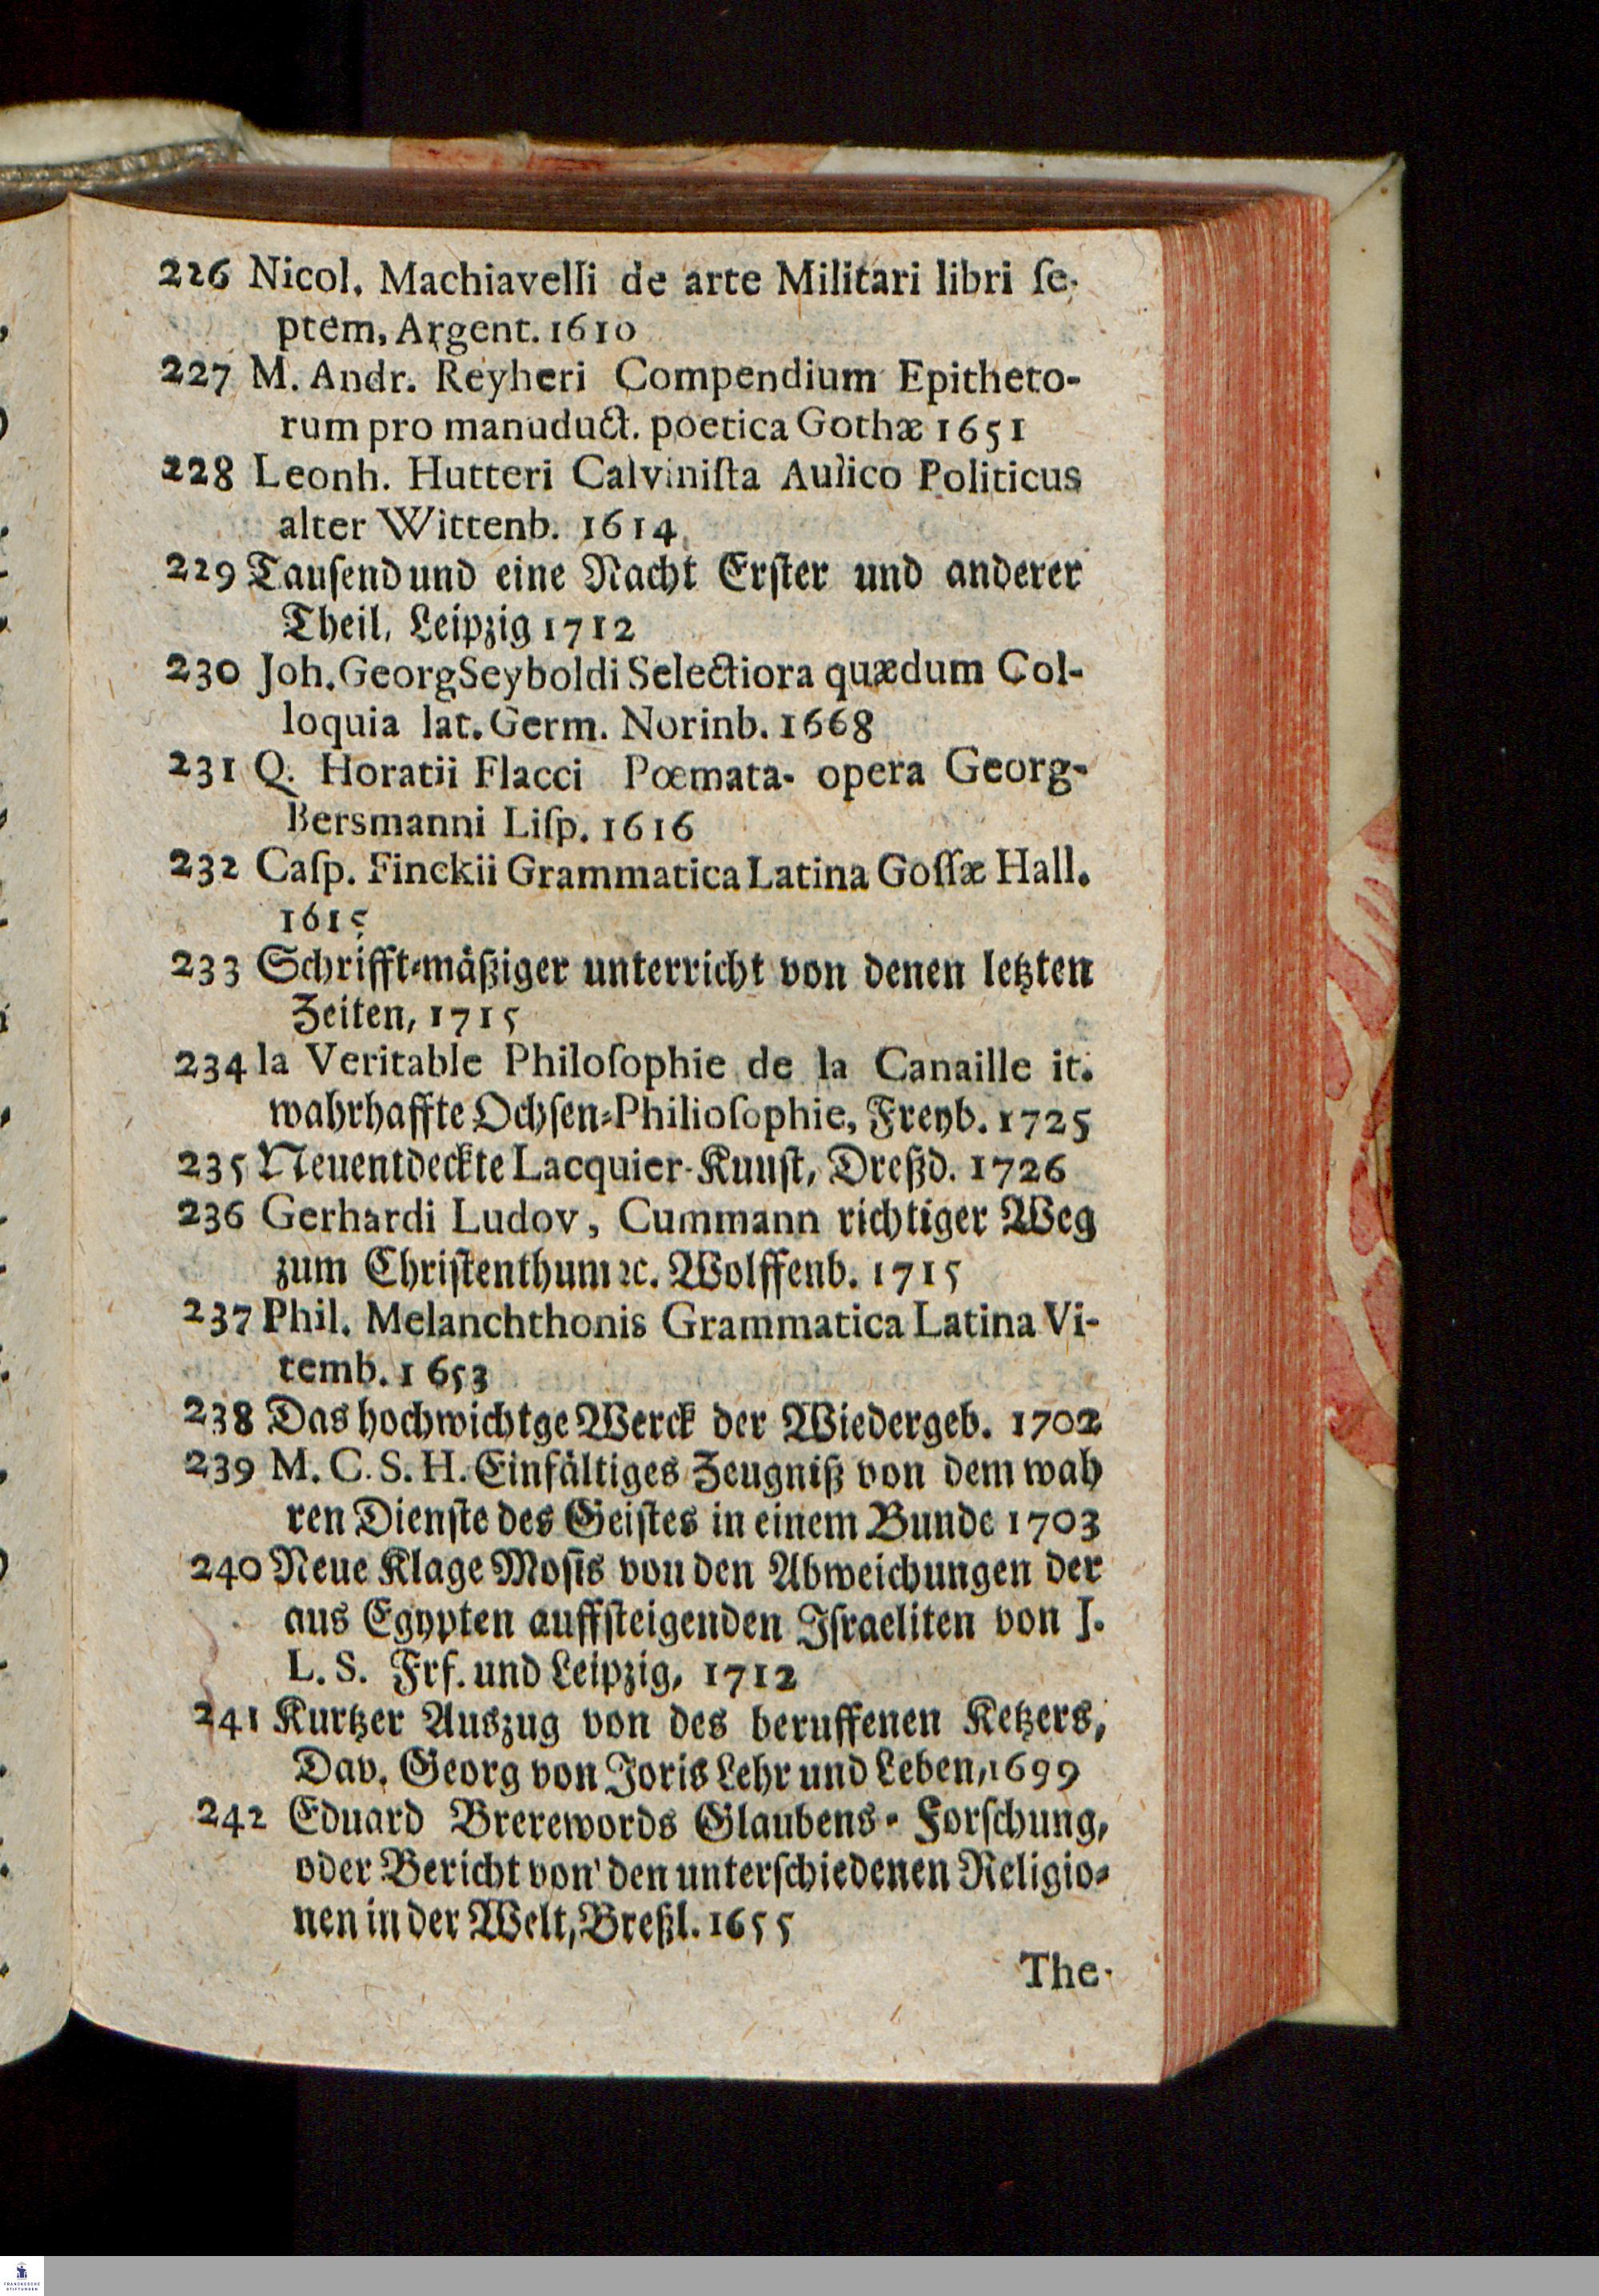 226 Nicol. Machiavelli de arte Militari libri ſe-
ptem, Argent. 1610
227 M. Andr. Reyheri Compendium Epitheto-
rum pro manuduct. poetica Gothæ 1651
228 Leonh. Hutteri Calviniſta Aulico Politicus
alter Wittenb. 1614
229 Tauſend und eine Nacht Erſter und anderer
Theil, Leipzig 1712
230 Joh. Georg Seyboldi Selectiora quædum Col-
loquia lat. Germ. Norinb. 1668
231 Q. Horatii Flacci Pœmata- opera Georg-
Bersmanni Liſp. 1616
232 Caſp. Finckii Grammatica Latina Goſſæ Hall.
1615
233 Schrifft-mäßiger unterricht von denen letzten
Zeiten, 1715
234 la Veritable Philoſophie de la Canaille it.
wahrhaffte Ochſen-Philioſophie, Freyb. 1725
235 Neuentdeckte Lacquier-Kuuſt, Dreßd. 1726
236 Gerhardi Ludov, Cummann richtiger Weg
zum Chriſtenthum ꝛc. Wolffenb. 1715
237 Phil. Melanchthonis Grammatica Latina Vi-
temb. 1653
238 Das hochwichtge Werck der Wiedergeb. 1702
239 M. C. S. H. Einfältiges Zeugniß von dem wah
ren Dienſte des Geiſtes in einem Bunde 1703
240 Neue Klage Moſis von den Abweichungen der
aus Egypten auffſteigenden Iſraeliten von J.
L. S. Frf. und Leipzig, 1712
241 Kurtzer Auszug von des beruffenen Ketzers,
Dav. Georg von Joris Lehr und Leben, 1699
242 Eduard Brerewords Glaubens-Forſchung,
oder Bericht von den unterſchiedenen Religio-
nen in der Welt, Breßl. 1655
The-
FRANCKESCHE
STIFTUNGEN